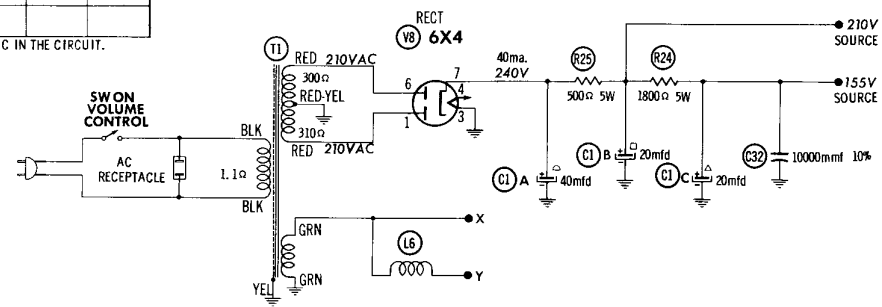 C IN THE CIRCUIT.
RECT
V8 6X4
210V
SOURCE
T1
RED 210VAC
40ma.
240V
R25
R24
300Ω
RED-YEL
6
7
4
3
1
500Ω 5W
1800Ω 5W
155V
SOURCE
SW ON
VOLUME
CONTROL
BLK
310Ω
RED 210VAC
AC
RECEPTACLE
1.1Ω
BLK
C1 A 40mfd
C1 B 20mfd
C1 C 20mfd
C32 10000mmf 10%
GRN
X
L6
GRN
Y
YEL